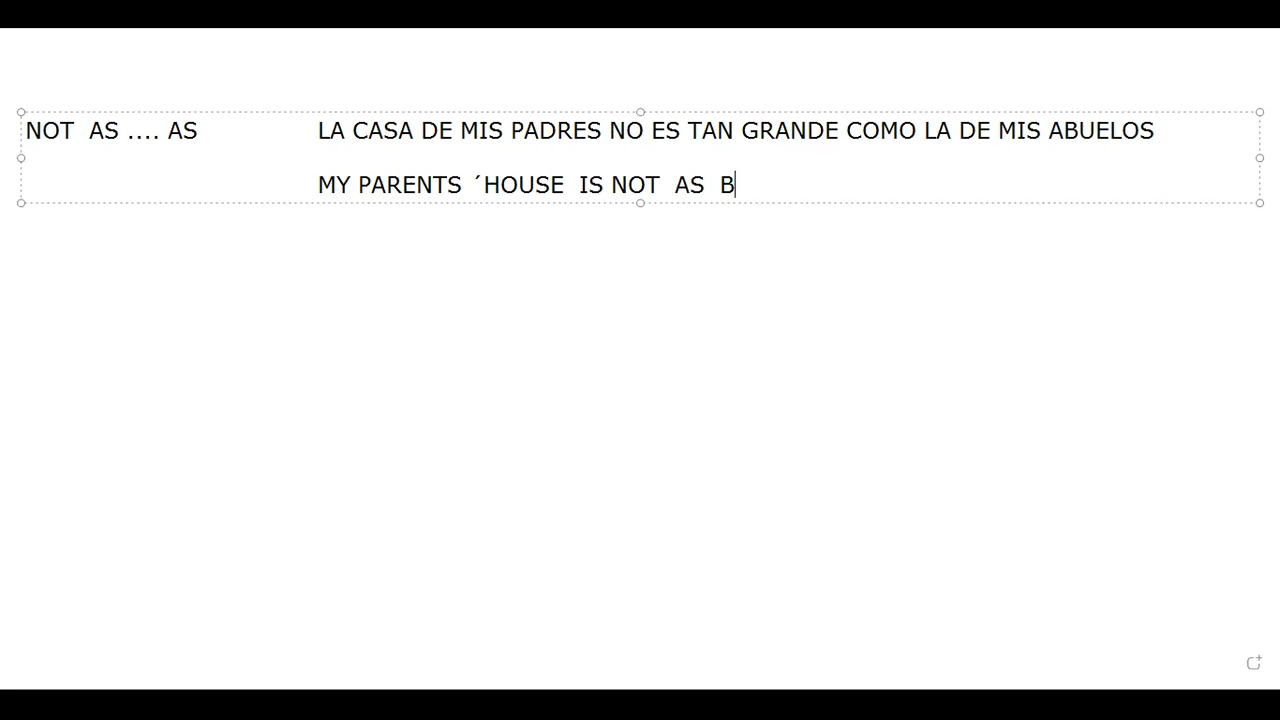 NOT AS .... AS LA CASA DE MIS PADRES NO ES TAN GRANDE COMO LA DE MIS ABUELOS
MY PARENTS ´HOUSE IS NOT AS B